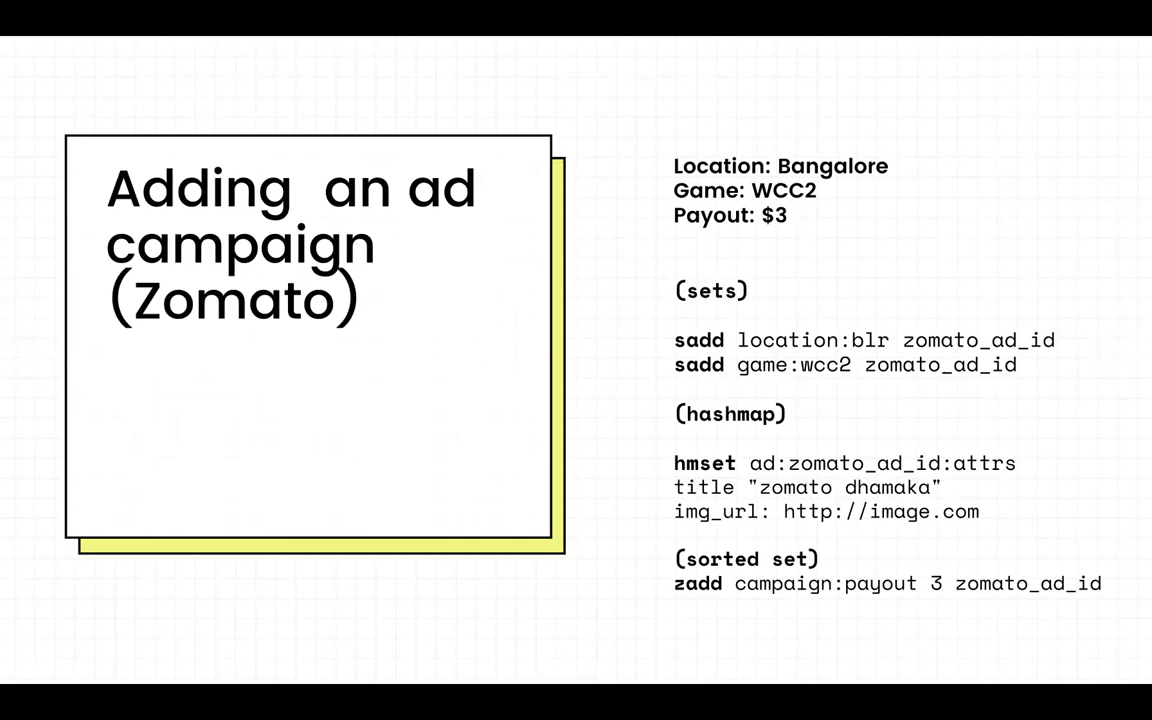 Adding  an ad
campaign
(Zomato)
Location: Bangalore
Game: WCC2
Payout: $3
(sets)
sadd location:blr zomato_ad_id
sadd game:wcc2 zomato_ad_id
(hashmap)
hmset ad:zomato_ad_id:attrs
title "zomato dhamaka"
img_url: http://image.com
(sorted set)
zadd campaign:payout 3 zomato_ad_id